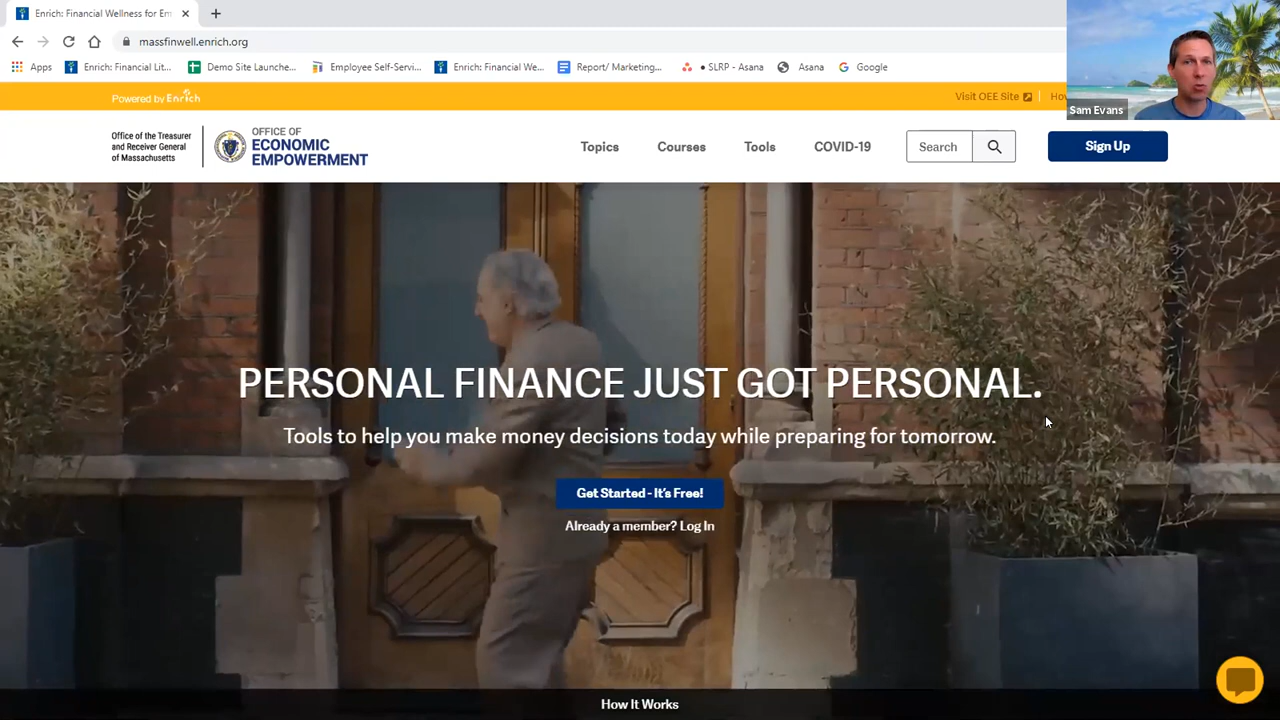 Enrich: Financial Wellness for En
massfinwell.enrich.org
Apps
Enrich: Financial Lit...
Demo Site Launche...
Employee Self-Servi...
Enrich: Financial We...
Report/ Marketing...
• SLRP - Asana
Asana
Google
Powered by Enrich
Visit OEE Site
How
Sam Evans
Office of the Treasurer
and Receiver General
of Massachusetts
OFFICE OF
ECONOMIC
EMPOWERMENT
Topics
Courses
Tools
COVID-19
Search
Sign Up
PERSONAL FINANCE JUST GOT PERSONAL.
Tools to help you make money decisions today while preparing for tomorrow.
Get Started - It's Free!
Already a member? Log In
How It Works